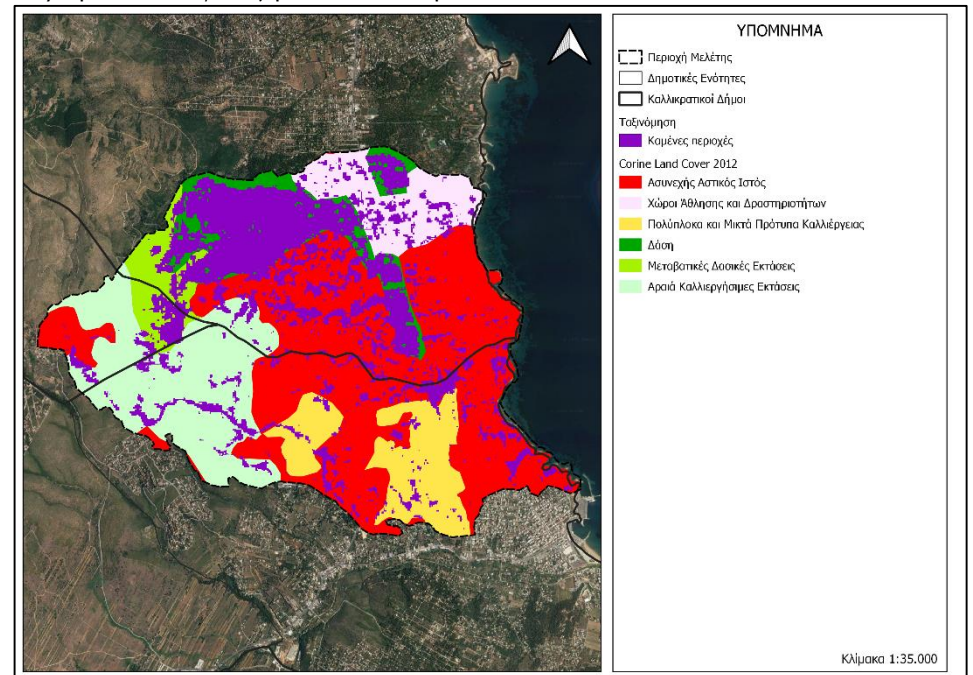 ΥΠΟΜΝΗΜΑ
Περιοχή Μελέτης
Δημοτικές Ενότητες
Καλλικρατικοί Δήμοι
Ταξινόμηση
Καμένες περιοχές
Corine Land Cover 2012
Ασυνεχής Αστικός Ιστός
Χώροι Άθλησης και Δραστηριοτήτων
Πολύπλοκα και Μικτά Πρότυπα Καλλιέργειας
Δάση
Μεταβατικές Δασικές Εκτάσεις
Αραιά Καλλιεργήσιμες Εκτάσεις
Κλίμακα 1:35.000